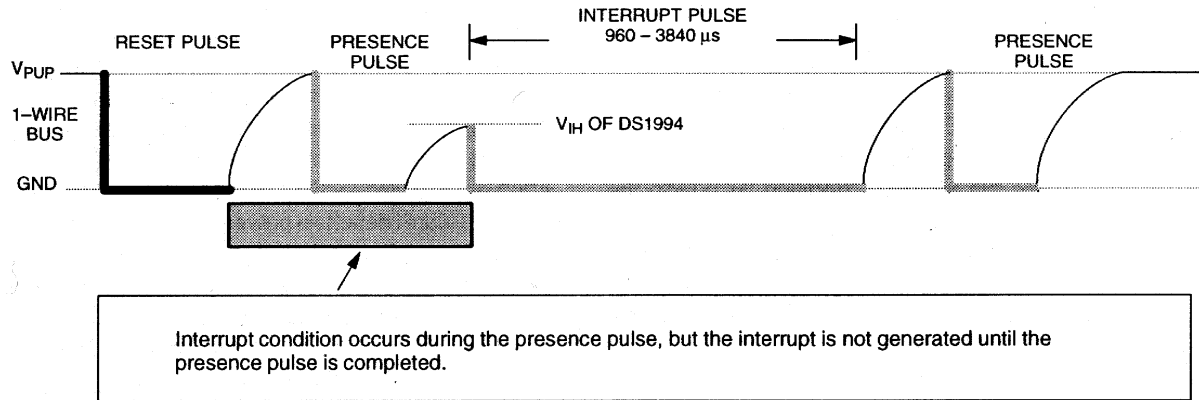 INTERRUPT PULSE
960 – 3840 µs
RESET PULSE
PRESENCE
PULSE
PRESENCE
PULSE
VPUP
1–WIRE
BUS
VIH OF DS1994
GND
Interrupt condition occurs during the presence pulse, but the interrupt is not generated until the
presence pulse is completed.